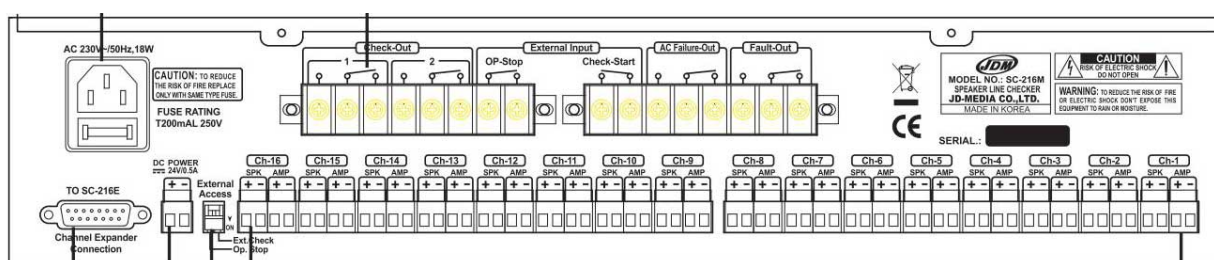 AC 230V~/50Hz,18W
CAUTION: TO REDUCE
THE RISK OF FIRE REPLACE
ONLY WITH SAME TYPE FUSE.
FUSE RATING
T200mAL 250V
Check-Out
1
2
External Input
OP-Stop
Check-Start
AC Failure-Out
Fault-Out
JDM
MODEL NO.: SC-216M
SPEAKER LINE CHECKER
JD-MEDIA CO.,LTD.
MADE IN KOREA
CAUTION
RISK OF ELECTRIC SHOCK
DO NOT OPEN
WARNING: TO REDUCE THE RISK OF FIRE
OR ELECTRIC SHOCK DON'T EXPOSE THIS
EQUIPMENT TO RAIN OR MOISTURE.
CE
SERIAL.:
TO SC-216E
Channel Expander
Connection
DC POWER
24V/0.5A
+ -
External
Access
ON
Ext.Check
Op. Stop
Ch-16 Ch-15 Ch-14 Ch-13 Ch-12 Ch-11 Ch-10 Ch-9 Ch-8 Ch-7 Ch-6 Ch-5 Ch-4 Ch-3 Ch-2 Ch-1
SPK AMP SPK AMP SPK AMP SPK AMP SPK AMP SPK AMP SPK AMP SPK AMP SPK AMP SPK AMP SPK AMP SPK AMP SPK AMP SPK AMP SPK AMP SPK AMP
+ - + - + - + - + - + - + - + - + - + - + - + - + - + - + - + - + - + - + - + - + - + - + - + - + - + - + - + - + - + - + - + -